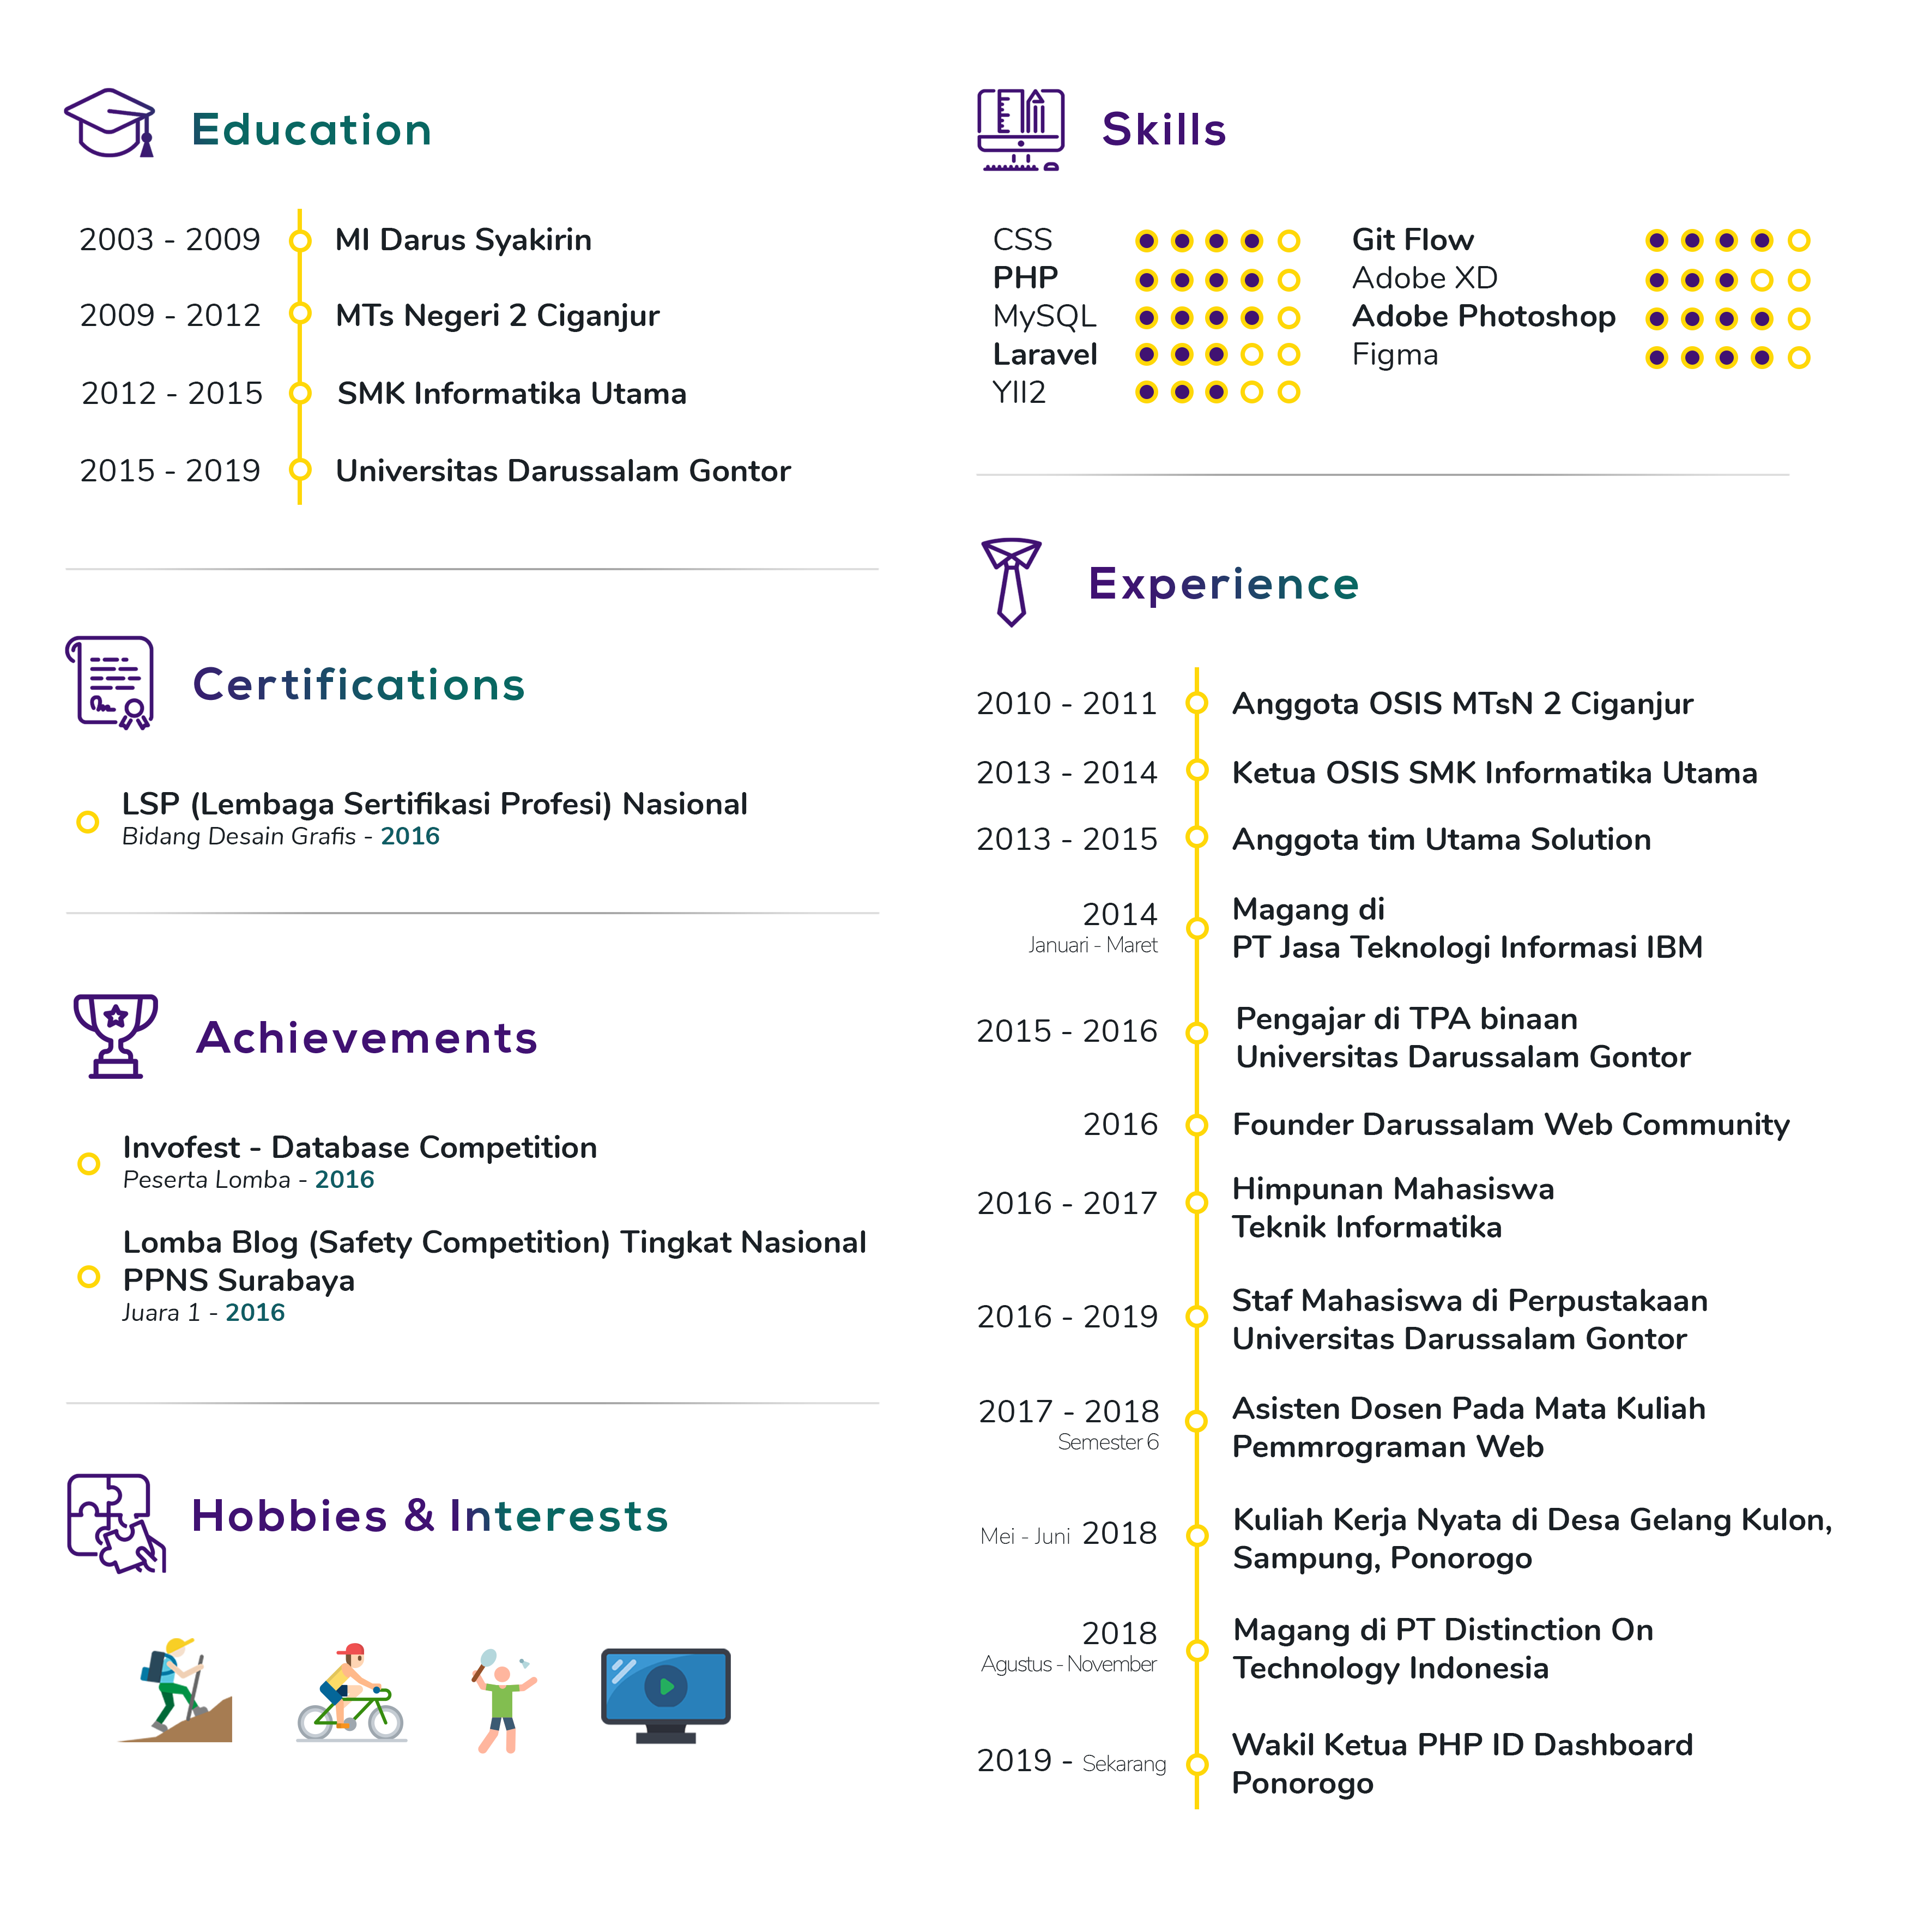 Education
2003 - 2009 MI Darus Syakirin
2009 - 2012 MTs Negeri 2 Ciganjur
2012 - 2015 SMK Informatika Utama
2015 - 2019 Universitas Darussalam Gontor
Certifications
LSP (Lembaga Sertifikasi Profesi) Nasional
Bidang Desain Grafis - 2016
Achievements
Invofest - Database Competition
Peserta Lomba - 2016
Lomba Blog (Safety Competition) Tingkat Nasional
PPNS Surabaya
Juara 1 - 2016
Hobbies & Interests
Skills
CSS
PHP
MySQL
Laravel
YII2
Git Flow
Adobe XD
Adobe Photoshop
Figma
Experience
2010 - 2011 Anggota OSIS MTsN 2 Ciganjur
2013 - 2014 Ketua OSIS SMK Informatika Utama
2013 - 2015 Anggota tim Utama Solution
2014
Januari - Maret
Magang di
PT Jasa Teknologi Informasi IBM
2015 - 2016
Pengajar di TPA binaan
Universitas Darussalam Gontor
2016 Founder Darussalam Web Community
2016 - 2017
Himpunan Mahasiswa
Teknik Informatika
2016 - 2019
Staf Mahasiswa di Perpustakaan
Universitas Darussalam Gontor
2017 - 2018
Semester 6
Asisten Dosen Pada Mata Kuliah
Pemmrograman Web
Mei - Juni 2018
Kuliah Kerja Nyata di Desa Gelang Kulon,
Sampung, Ponorogo
2018
Agustus - November
Magang di PT Distinction On
Technology Indonesia
2019 - Sekarang
Wakil Ketua PHP ID Dashboard
Ponorogo